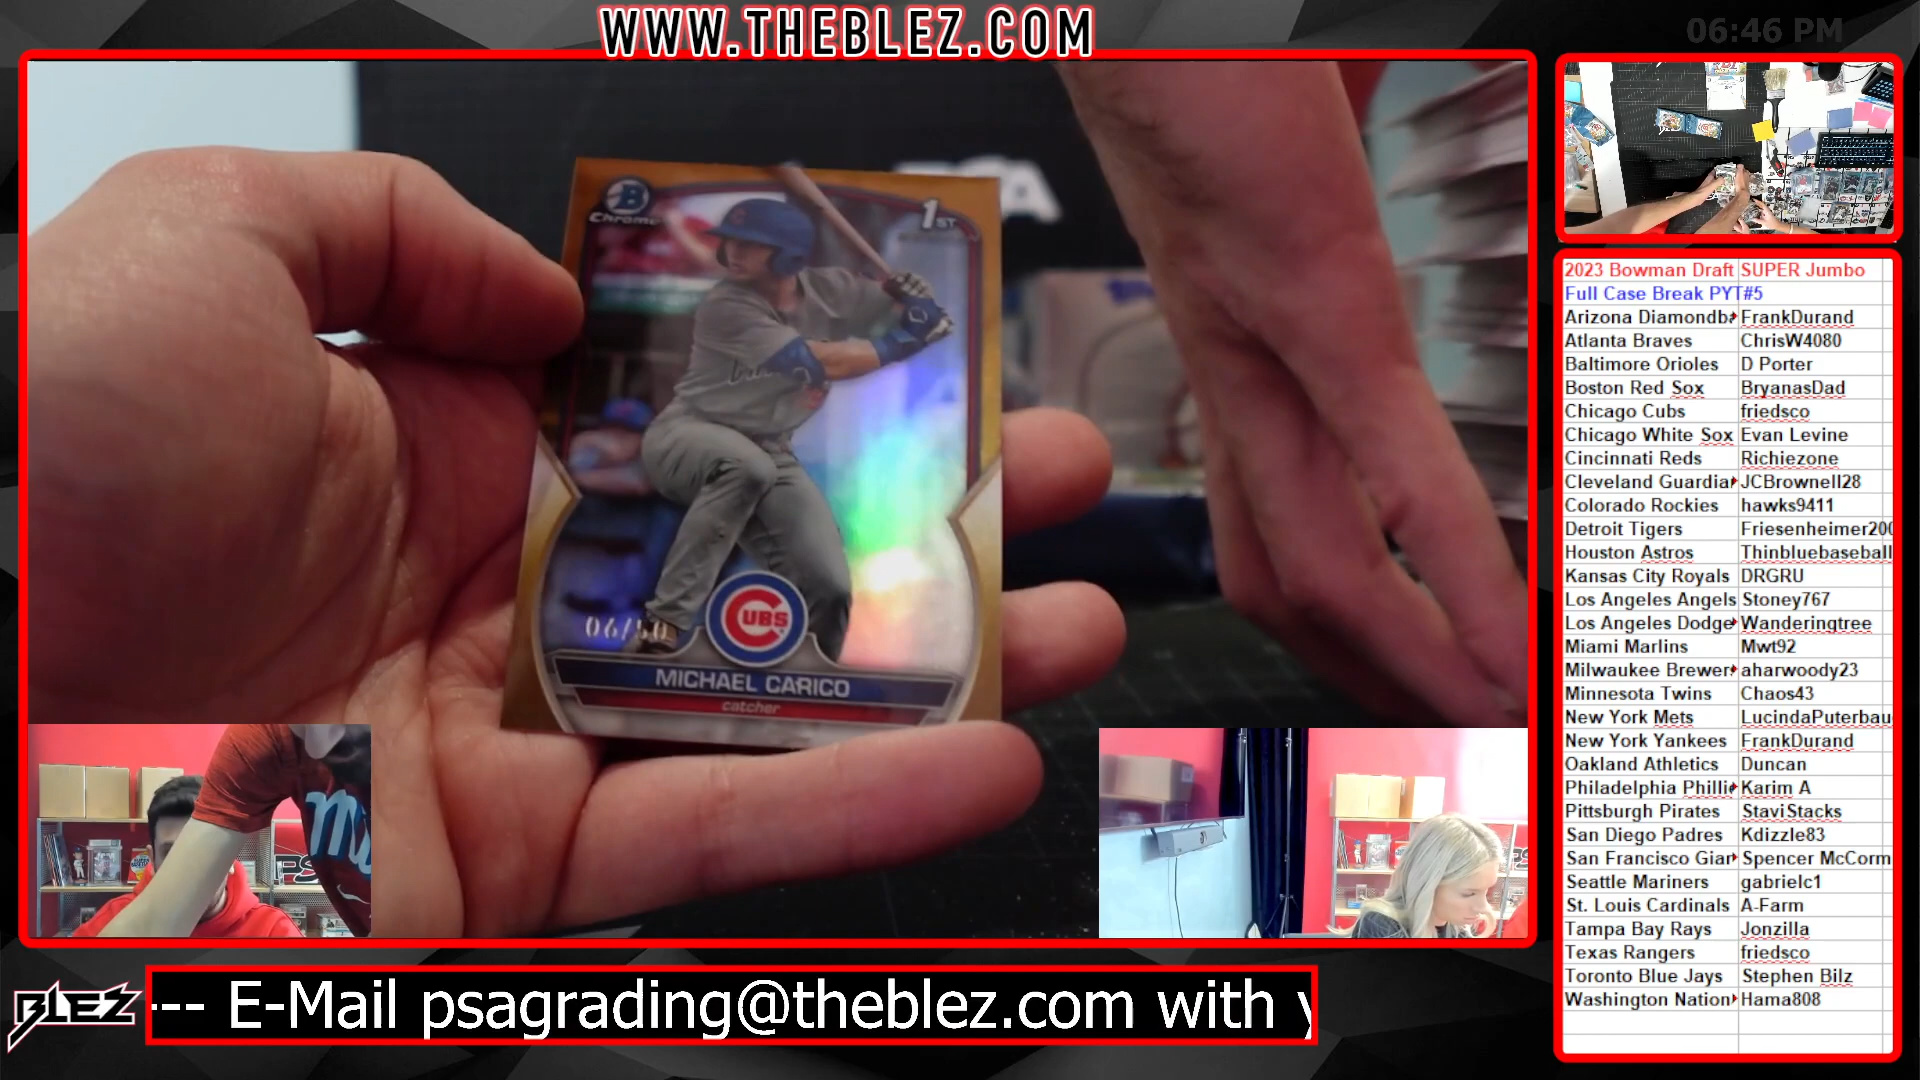 WWW.THEBLEZ.COM
06:46 PM
Chrome
1ST
06/50
CUBS
MICHAEL CARICO
catcher
2023 Bowman Draft SUPER Jumbo
Full Case Break PYT#5
Arizona Diamondba FrankDurand
Atlanta Braves ChrisW4080
Baltimore Orioles D Porter
Boston Red Sox BryanasDad
Chicago Cubs friedsco
Chicago White Sox Evan Levine
Cincinnati Reds Richiezone
Cleveland Guardian JCBrownell28
Colorado Rockies hawks9411
Detroit Tigers Friesenheimer200
Houston Astros Thinbluebaseball
Kansas City Royals DRGRU
Los Angeles Angels Stoney767
Los Angeles Dodge Wanderingtree
Miami Marlins Mwt92
Milwaukee Brewer Aharwoody23
Minnesota Twins Chaos43
New York Mets LucindaPuterbau
New York Yankees FrankDurand
Oakland Athletics Duncan
Philadelphia Phillie Karim A
Pittsburgh Pirates StaviStacks
San Diego Padres Kdizzle83
San Francisco Gian Spencer McCorm
Seattle Mariners gabrielc1
St. Louis Cardinals A-Farm
Tampa Bay Rays Jonzilla
Texas Rangers friedsco
Toronto Blue Jays Stephen Bilz
Washington Nation Hama808
BLEZ
--- E-Mail psagrading@theblez.com with y